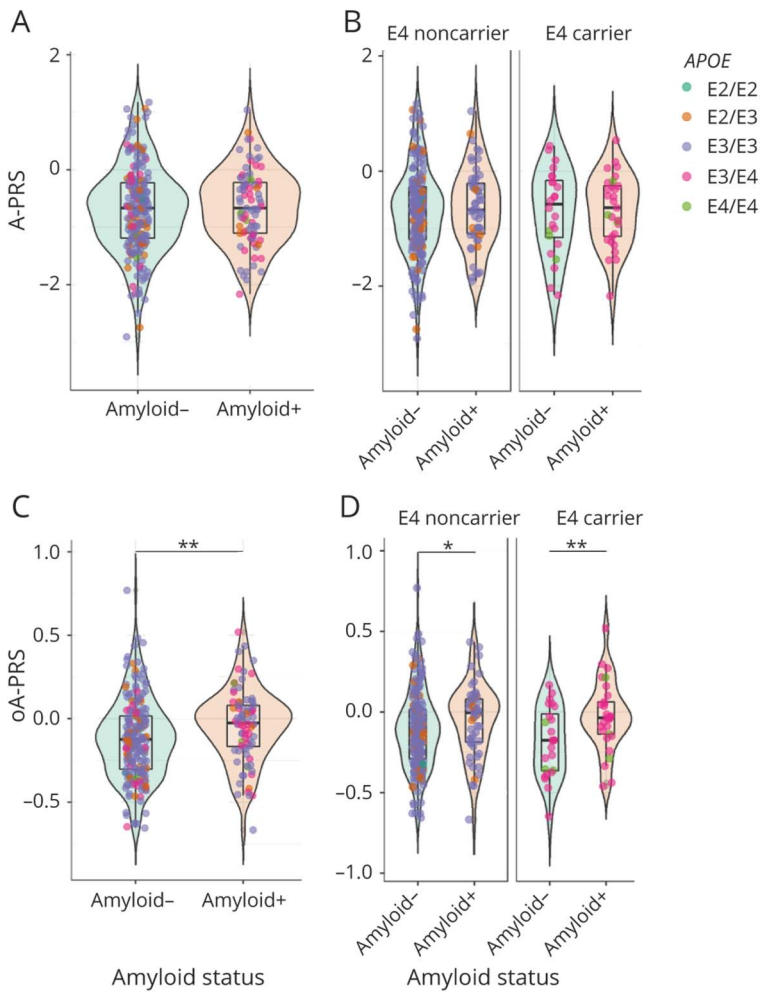 A
A-PRS
2
0
−2
Amyloid−
Amyloid+
B
E4 noncarrier
E4 carrier
2
0
−2
Amyloid−
Amyloid+
Amyloid−
Amyloid+
APOE
E2/E2
E2/E3
E3/E3
E3/E4
E4/E4
C
oA-PRS
1.0
0.5
0.0
−0.5
**
Amyloid−
Amyloid+
Amyloid status
D
E4 noncarrier
E4 carrier
1.0
0.5
0.0
−0.5
−1.0
*
**
Amyloid−
Amyloid+
Amyloid−
Amyloid+
Amyloid status